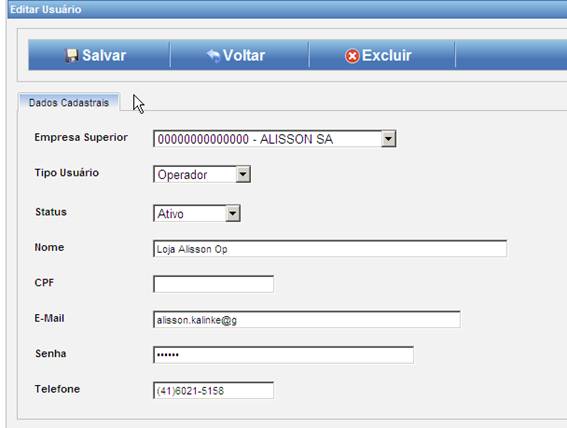 Editar Usuário
Salvar Voltar Excluir
Dados Cadastrais
Empresa Superior 00000000000000 - ALISSON SA
Tipo Usuário Operador
Status Ativo
Nome Loja Alisson Op
CPF
E-Mail alisson.kalinke@g
Senha ••••••
Telefone (41)6021-5158